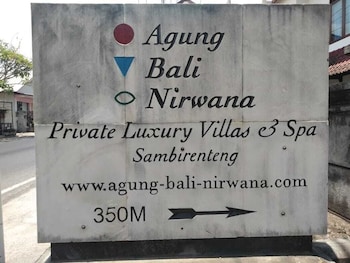 Agung
Bali
Nirwana
Private Luxury Villas & Spa
Sambirenteng
www.agung-bali-nirwana.com
350M